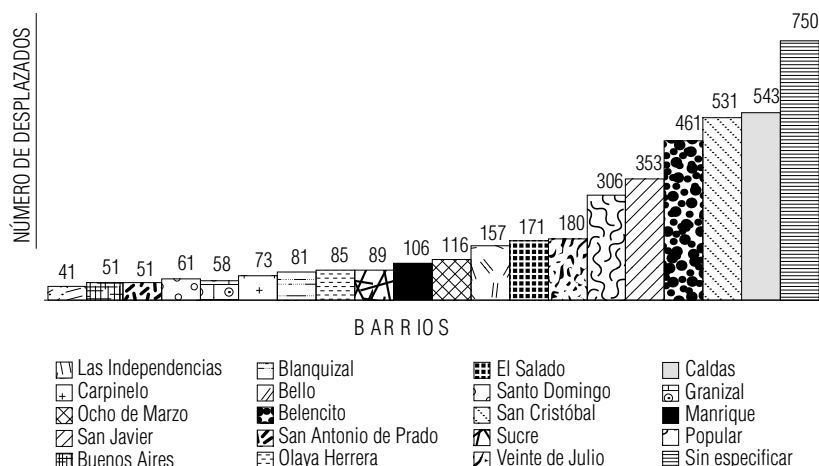 NÚMERO DE DESPLAZADOS
41 51 51 61 58 73 81 85 89 106 116 157 171 180 306 353 461 531 543 750
BARRIOS
Las Independencias Blanquizal El Salado Caldas
Carpinelo Bello Santo Domingo Granizal
Ocho de Marzo Belencito San Cristóbal Manrique
San Javier San Antonio de Prado Sucre Popular
Buenos Aires Olaya Herrera Veinte de Julio Sin especificar